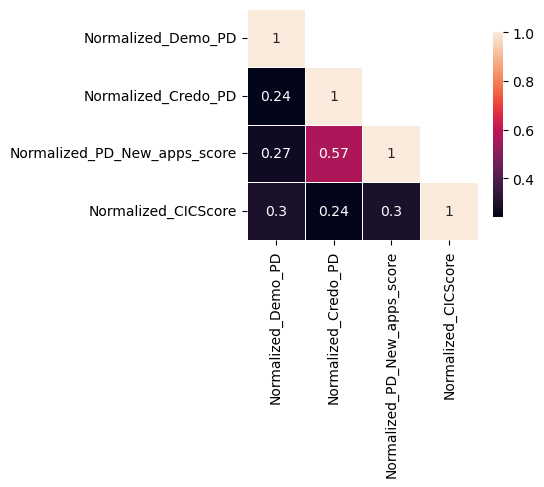 Normalized_Demo_PD
1
1.0
Normalized_Credo_PD
0.24
1
0.8
Normalized_PD_New_apps_score
0.27
0.57
1
0.6
0.4
Normalized_CICScore
0.3
0.24
0.3
1
Normalized_Demo_PD
Normalized_Credo_PD
Normalized_PD_New_apps_score
Normalized_CICScore